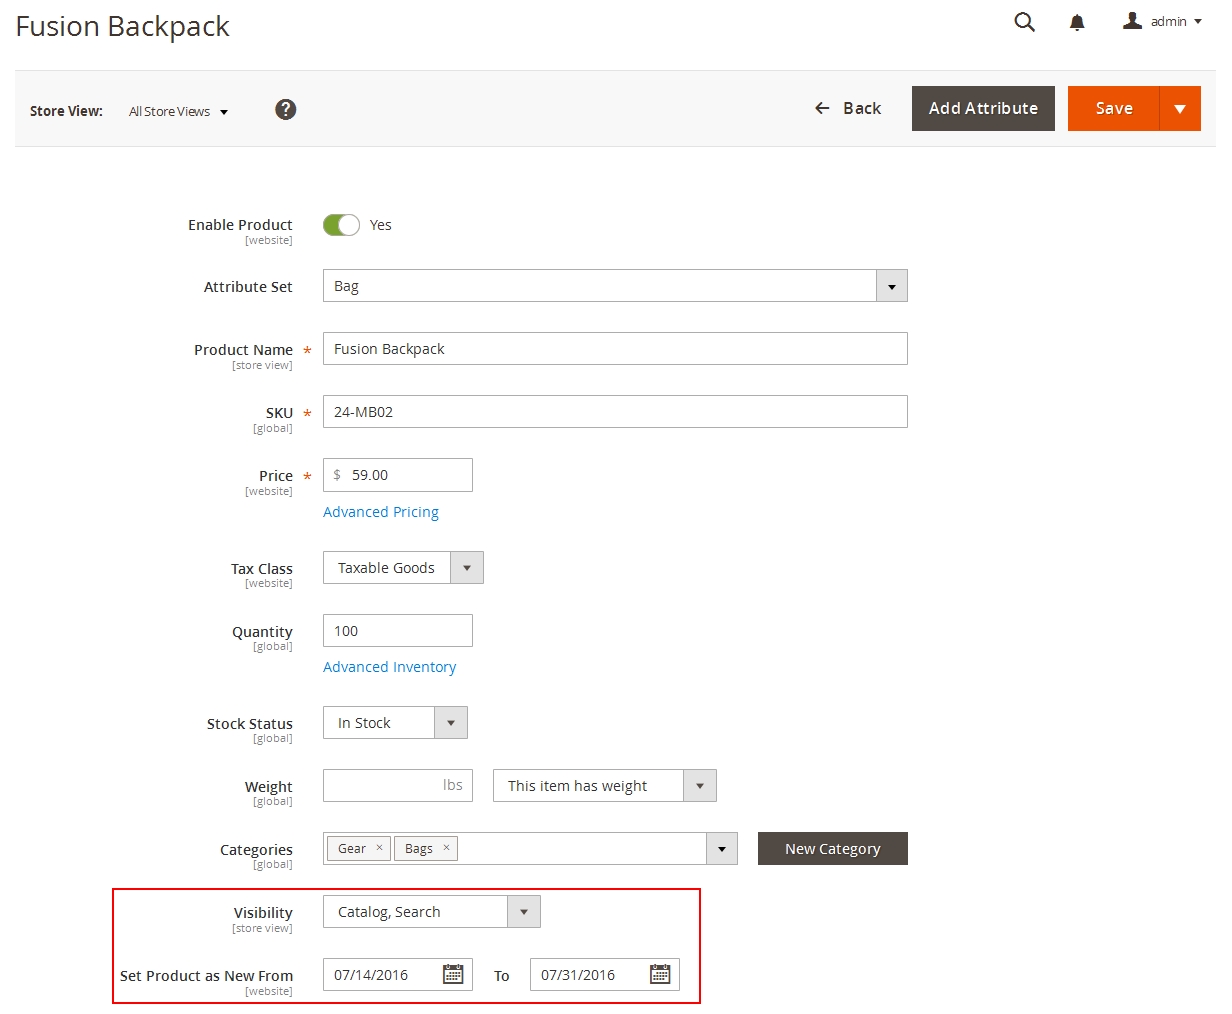 Fusion Backpack
admin
Store View: All Store Views ?
Back Add Attribute Save
Enable Product Yes
[website]
Attribute Set Bag
Product Name * Fusion Backpack
[store view]
SKU * 24-MB02
[global]
Price * $ 59.00
[website]
Advanced Pricing
Tax Class Taxable Goods
[website]
Quantity 100
[global]
Advanced Inventory
Stock Status In Stock
[global]
Weight lbs This item has weight
[global]
Categories Gear × Bags × New Category
[global]
Visibility Catalog, Search
[store view]
Set Product as New From 07/14/2016 To 07/31/2016
[website]